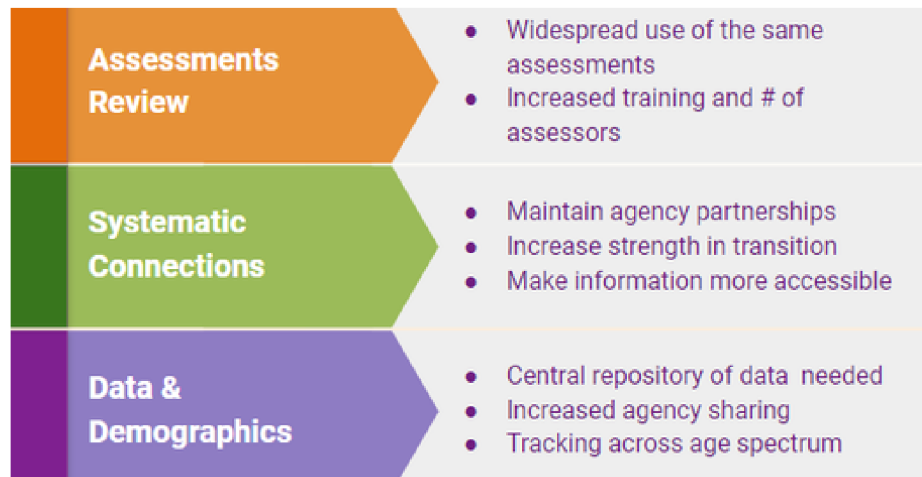 Assessments
Review
● Widespread use of the same
assessments
● Increased training and # of
assessors
Systematic
Connections
● Maintain agency partnerships
● Increase strength in transition
● Make information more accessible
Data &
Demographics
● Central repository of data  needed
● Increased agency sharing
● Tracking across age spectrum